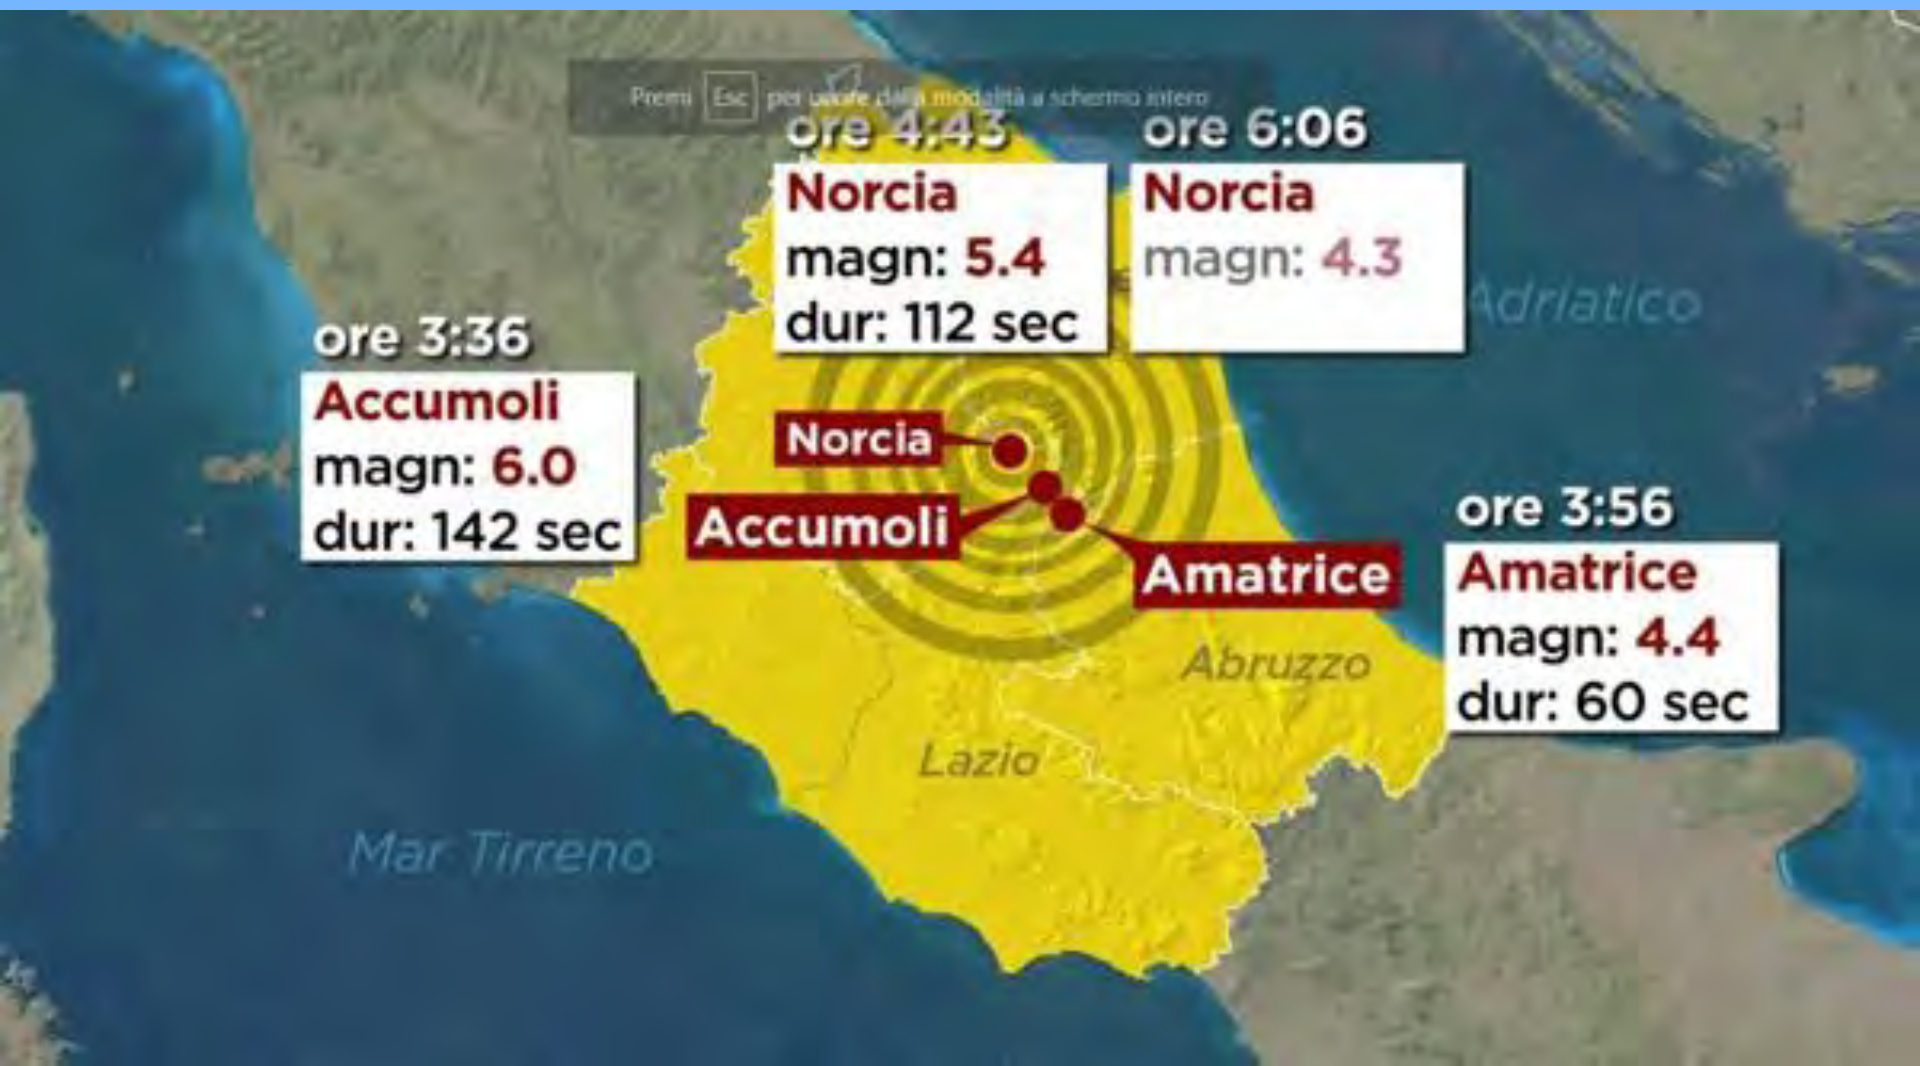 Premi Esc per uscire dalla modalità a schermo intero
ore 4:43
Norcia
magn: 5.4
dur: 112 sec
ore 6:06
Norcia
magn: 4.3
Adriatico
ore 3:36
Accumoli
magn: 6.0
dur: 142 sec
Norcia
Accumoli
Amatrice
ore 3:56
Amatrice
magn: 4.4
dur: 60 sec
Abruzzo
Lazio
Mar Tirreno